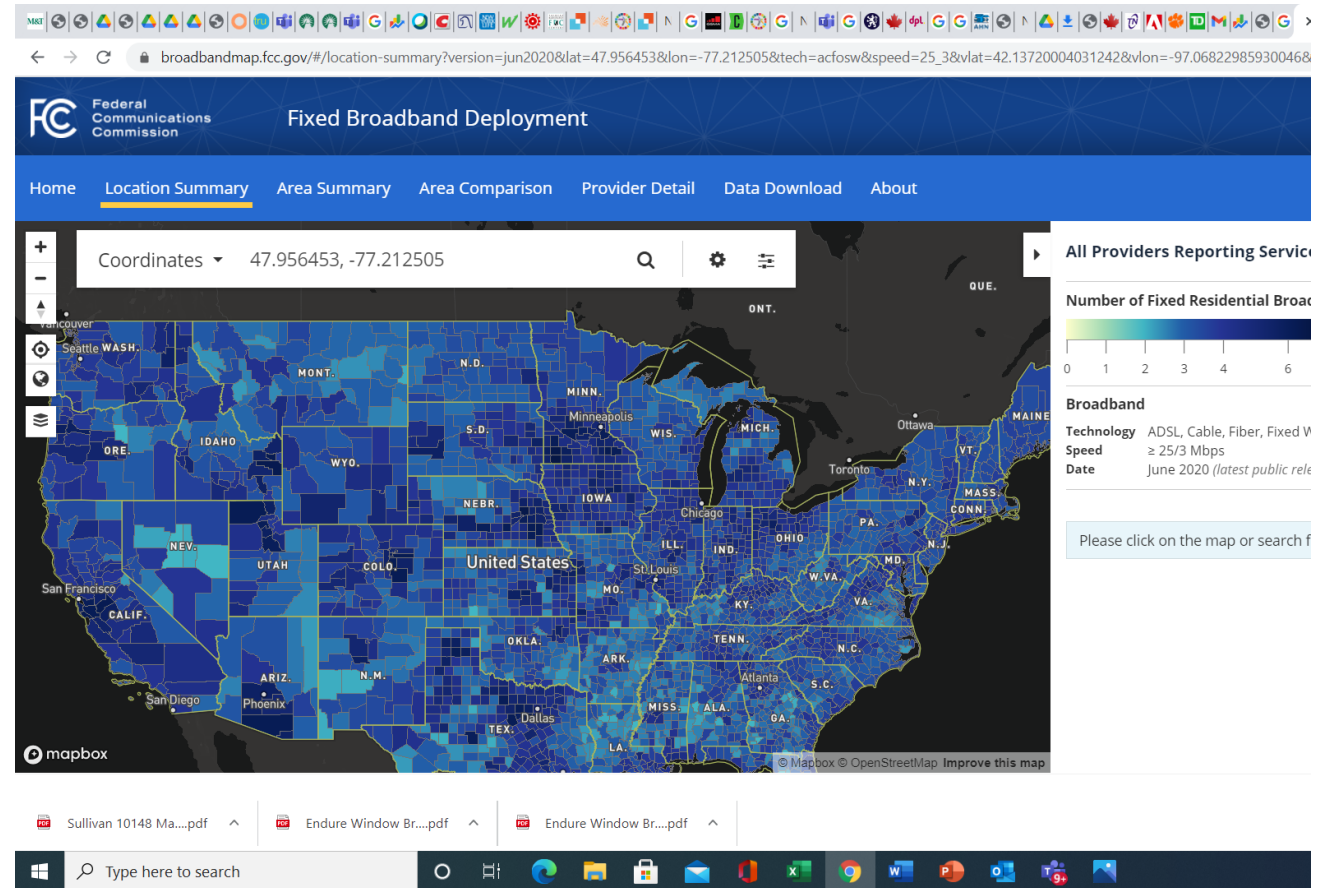 broadbandmap.fcc.gov/#/location-summary?version=jun2020&lat=47.956453&lon=-77.212505&tech=acfosw&speed=25_3&vlat=42.13720004031242&vlon=-97.06822985930046&
FC
Federal
Communications
Commission
Fixed Broadband Deployment
Home Location Summary Area Summary Area Comparison Provider Detail Data Download About
Coordinates 47.956453, -77.212505
Vancouver
Seattle
WASH.
MONT.
N.D.
MINN.
Minneapolis
ONT.
QUE.
MAINE
Ottawa
ORE.
IDAHO
WYO.
S.D.
WIS.
MICH.
Toronto
VT.
N.Y.
MASS.
CONN.
NEBR.
IOWA
Chicago
PA.
NEV.
UTAH
COLO.
United States
ILL.
IND.
OHIO
N.J.
MD.
San Francisco
CALIF.
St Louis
MO.
W.VA.
KY.
VA.
OKLA.
ARK.
TENN.
N.C.
ARIZ.
N.M.
Atlanta
S.C.
San Diego
Phoenix
Dallas
TEX.
MISS.
ALA.
GA.
LA.
mapbox
© Mapbox © OpenStreetMap Improve this map
All Providers Reporting Service
Number of Fixed Residential Broad
0 1 2 3 4 6
Broadband
Technology ADSL, Cable, Fiber, Fixed W
Speed ≥ 25/3 Mbps
Date June 2020 (latest public rele
Please click on the map or search f
Sullivan 10148 Ma....pdf
Endure Window Br....pdf
Endure Window Br....pdf
Type here to search
9+